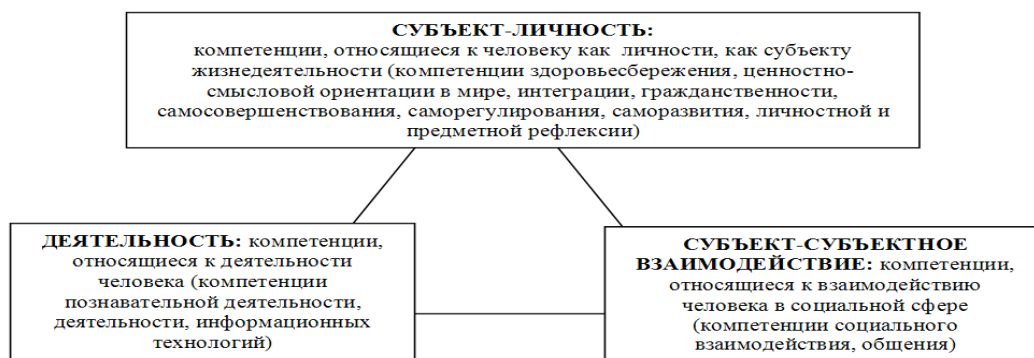 СУБЪЕКТ-ЛИЧНОСТЬ:
компетенции, относящиеся к человеку как личности, как субъекту
жизнедеятельности (компетенции здоровьесбережения, ценностно-
смысловой ориентации в мире, интеграции, гражданственности,
самосовершенствования, саморегулирования, саморазвития, личностной и
предметной рефлексии)
ДЕЯТЕЛЬНОСТЬ: компетенции,
относящиеся к деятельности
человека (компетенции
познавательной деятельности,
деятельности, информационных
технологий)
СУБЪЕКТ-СУБЪЕКТНОЕ
ВЗАИМОДЕЙСТВИЕ: компетенции,
относящиеся к взаимодействию
человека в социальной сфере
(компетенции социального
взаимодействия, общения)